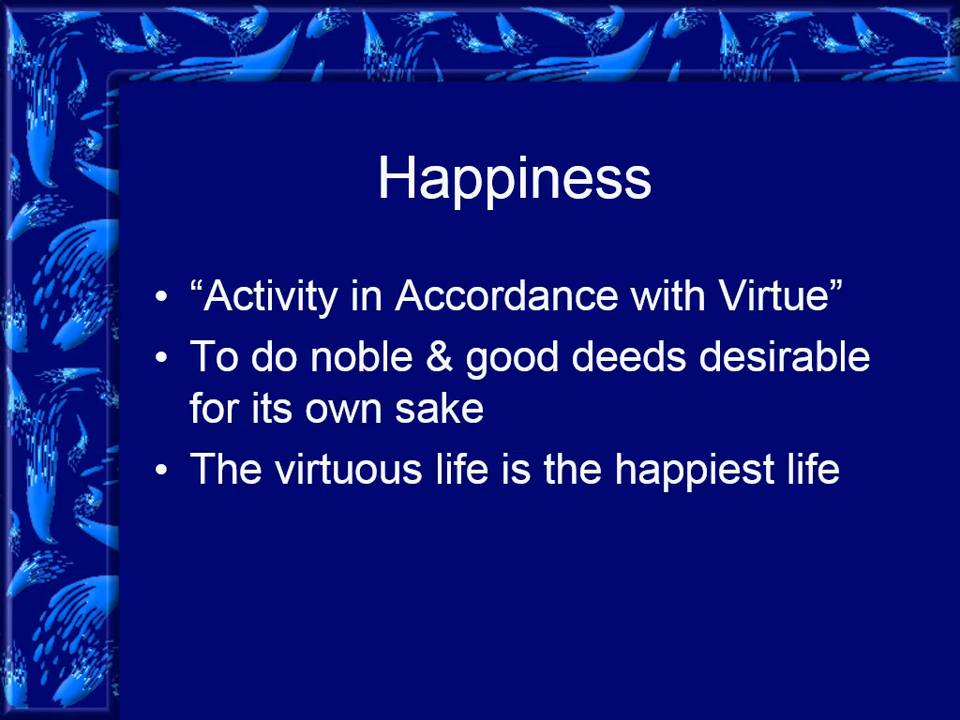 Happiness
• “Activity in Accordance with Virtue”
• To do noble & good deeds desirable
for its own sake
• The virtuous life is the happiest life